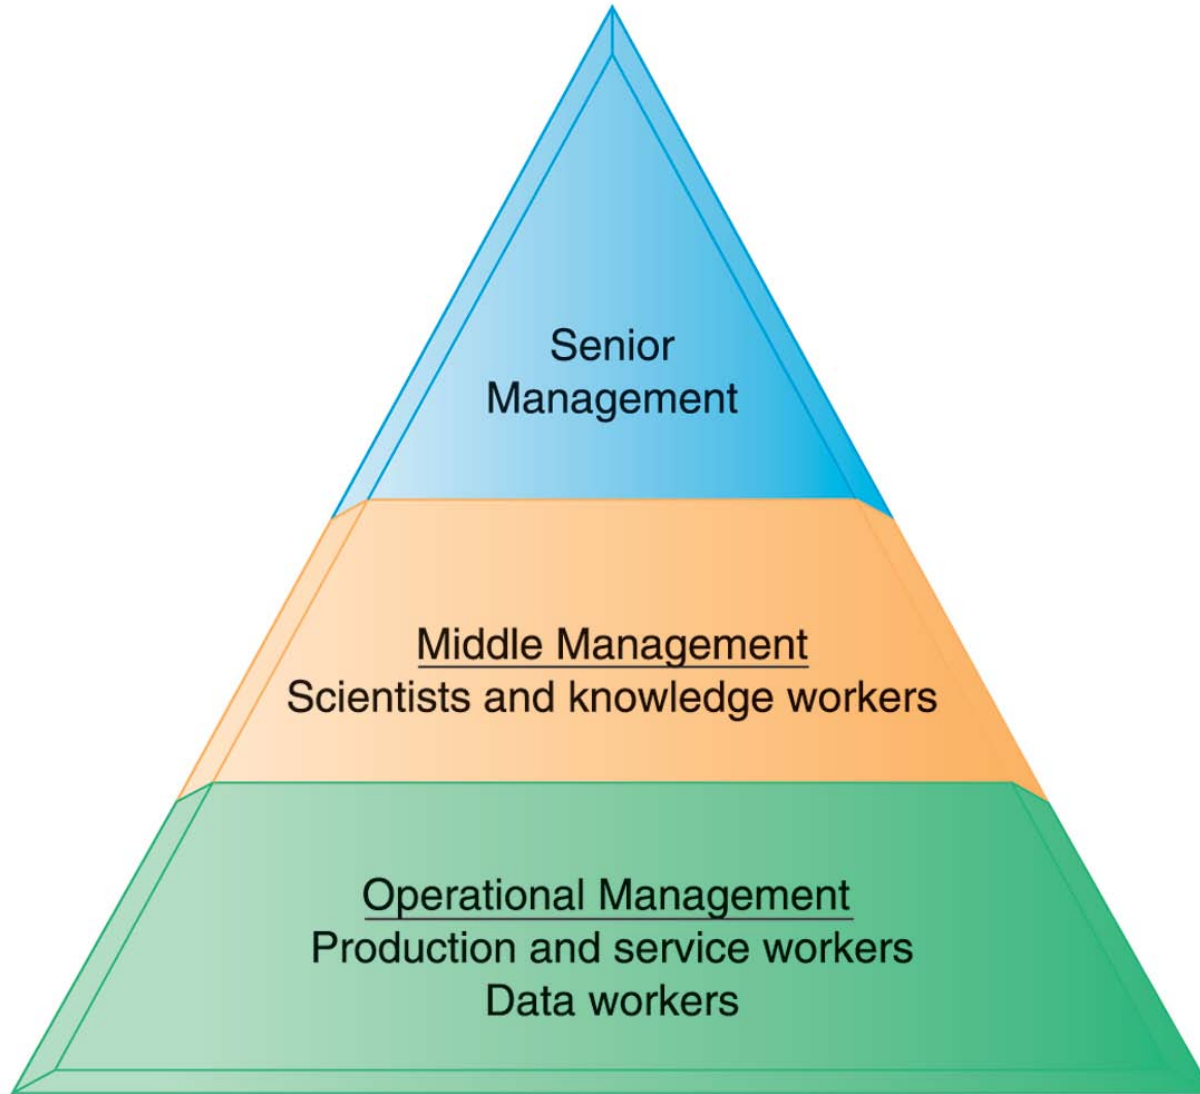 Senior
Management
Middle Management
Scientists and knowledge workers
Operational Management
Production and service workers
Data workers